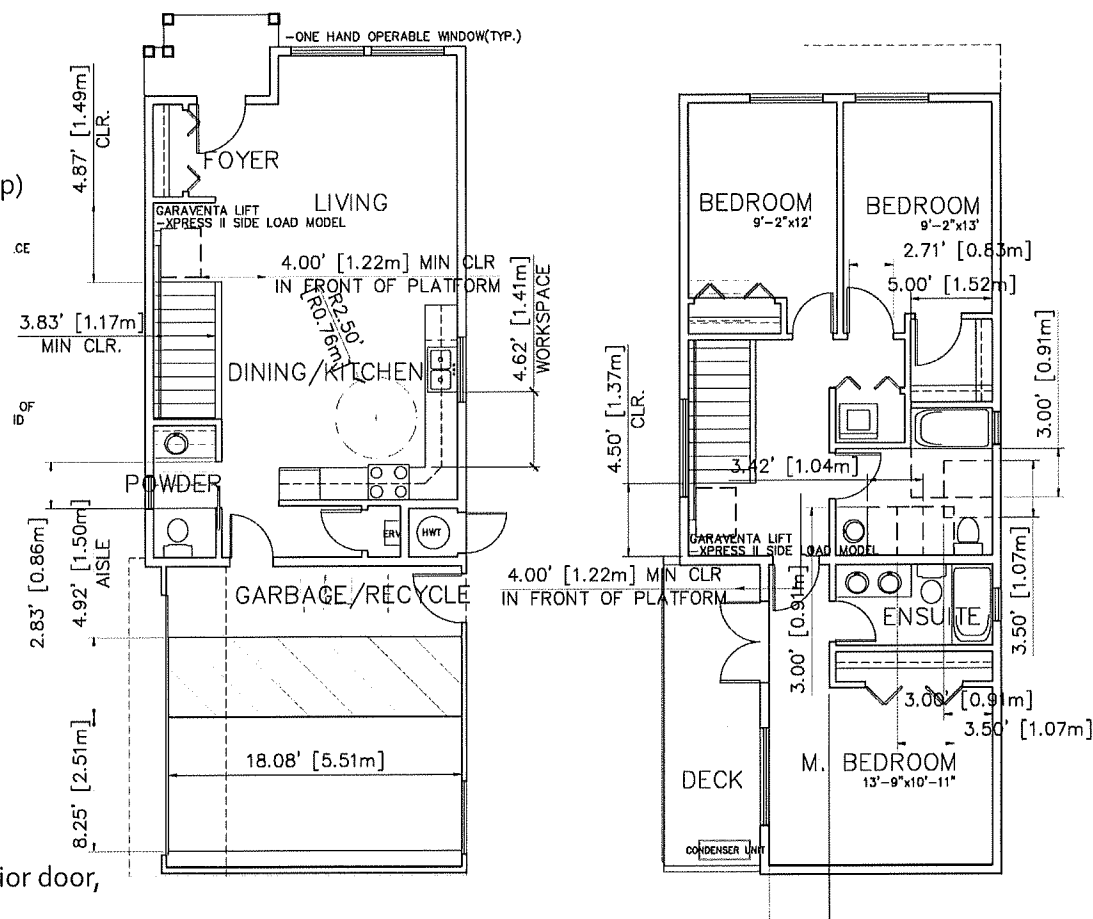 -ONE HAND OPERABLE WINDOW(TYP.)
4.87' [1.49m]
CLR.
p)
FOYER
LIVING
GARAVENTA LIFT
-XPRESS II SIDE LOAD MODEL
CE
4.00' [1.22m] MIN CLR
IN FRONT OF PLATFORM
R2.50'
[R0.76m]
4.62' [1.41m]
WORKSPACE
3.83' [1.17m]
MIN CLR.
DINING/KITCHEN
OF
ID
POWDER
ERV
HWT
2.83' [0.86m]
4.92' [1.50m]
AISLE
GARBAGE/RECYCLE
18.08' [5.51m]
8.25' [2.51m]
ior door,
BEDROOM
9'-2"x12'
BEDROOM
9'-2"x13'
2.71' [0.83m]
5.00' [1.52m]
3.00' [0.91m]
4.50' [1.37m]
CLR.
3.42' [1.04m]
GARAVENTA LIFT
-XPRESS II SIDE LOAD MODEL
4.00' [1.22m] MIN CLR
IN FRONT OF PLATFORM
3.00' [0.91m]
ENSUITE
3.50' [1.07m]
3.00' [0.91m]
3.50' [1.07m]
M. BEDROOM
13'-9"x10'-11"
DECK
CONDENSER UNIT